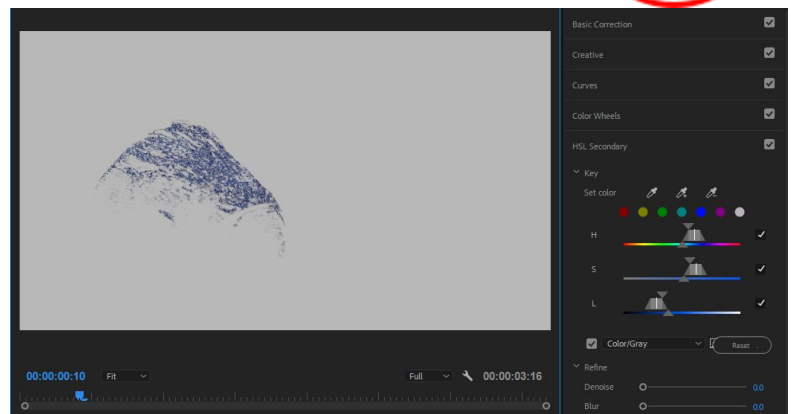 Basic Correction
Creative
Curves
Color Wheels
HSL Secondary
Key
Set color
H
S
L
Color/Gray
Reset
Refine
Denoise 0.0
Blur 0.0
00:00:00:10 Fit Full 00:00:03:16